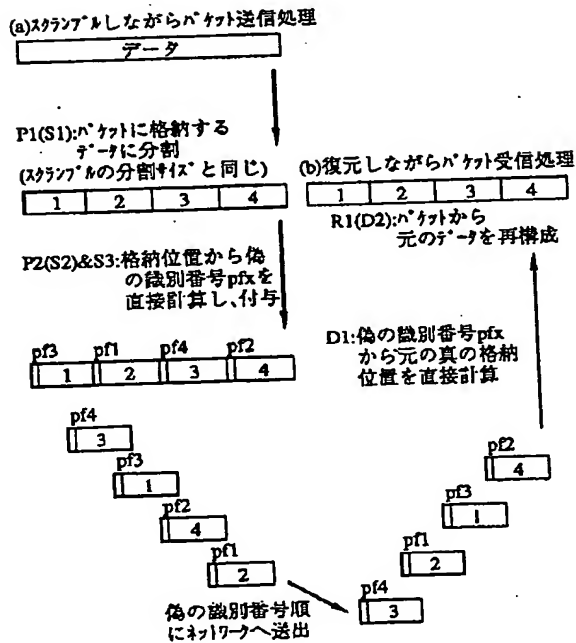 (a)ｽｸﾗﾝﾌﾞﾙしながらﾊﾟｹｯﾄ送信処理
データ
P1(S1):ﾊﾟｹｯﾄに格納する
ﾃﾞｰﾀに分割
(ｽｸﾗﾝﾌﾞﾙの分割ｻｲｽﾞと同じ)
1 2 3 4
P2(S2)&S3:格納位置から偽
の識別番号pfxを
直接計算し、付与
pf3 pf1 pf4 pf2
1 2 3 4
pf4
3
pf3
1
pf2
4
pf1
2
偽の識別番号順
にﾈｯﾄﾜｰｸへ送出
(b)復元しながらﾊﾟｹｯﾄ受信処理
1 2 3 4
R1(D2):ﾊﾟｹｯﾄから
元のﾃﾞｰﾀを再構成
D1:偽の識別番号pfx
から元の真の格納
位置を直接計算
pf2
4
pf3
1
pf1
2
pf4
3